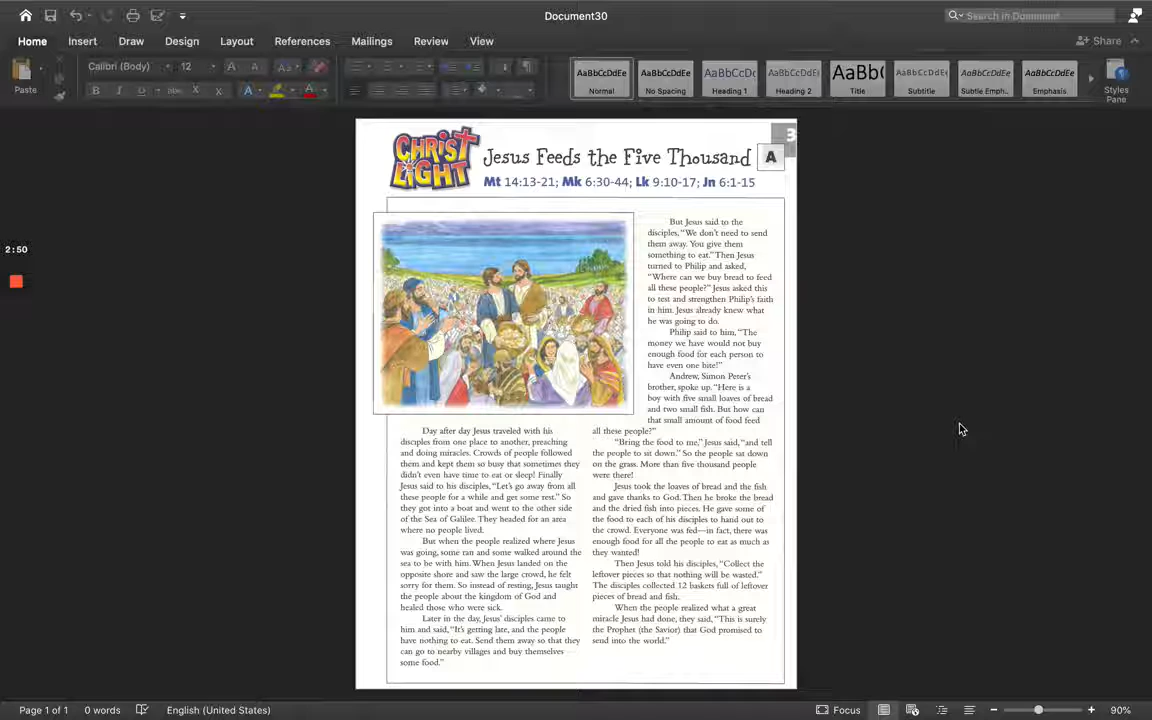 Document30
Search in Document
Home Insert Draw Design Layout References Mailings Review View
Share
Paste
Calibri (Body) 12
AaBbCcDdEe AaBbCcDdEe AaBbCcDc AaBbCcDdEe AaBb( AaBbCcDdEe AaBbCcDdEe AaBbCcDdEe
Normal No Spacing Heading 1 Heading 2 Title Subtitle Subtle Emph... Emphasis
Styles
Pane
2:50
CHRIST
LIGHT
3
Jesus Feeds the Five Thousand
A
Mt 14:13-21; Mk 6:30-44; Lk 9:10-17; Jn 6:1-15
Day after day Jesus traveled with his
disciples from one place to another, preaching
and doing miracles. Crowds of people followed
them and kept them so busy that sometimes they
didn't even have time to eat or sleep! Finally
Jesus said to his disciples, “Let's go away from all
these people for a while and get some rest.” So
they got into a boat and went to the other side
of the Sea of Galilee. They headed for an area
where no people lived.
But when the people realized where Jesus
was going, some ran and some walked around the
sea to be with him. When Jesus landed on the
opposite shore and saw the large crowd, he felt
sorry for them. So instead of resting, Jesus taught
the people about the kingdom of God and
healed those who were sick.
Later in the day, Jesus' disciples came to
him and said, “It's getting late, and the people
have nothing to eat. Send them away so that they
can go to nearby villages and buy themselves
some food.”
But Jesus said to the
disciples, “We don't need to send
them away. You give them
something to eat.” Then Jesus
turned to Philip and asked,
“Where can we buy bread to feed
all these people?” Jesus asked this
to test and strengthen Philip's faith
in him. Jesus already knew what
he was going to do.
Philip said to him, “The
money we have would not buy
enough food for each person to
have even one bite!”
Andrew, Simon Peter's
brother, spoke up. “Here is a
boy with five small loaves of bread
and two small fish. But how can
that small amount of food feed
all these people?”
“Bring the food to me,” Jesus said, “and tell
the people to sit down.” So the people sat down
on the grass. More than five thousand people
were there!
Jesus took the loaves of bread and the fish
and gave thanks to God. Then he broke the bread
and the dried fish into pieces. He gave some of
the food to each of his disciples to hand out to
the crowd. Everyone was fed—in fact, there was
enough food for all the people to eat as much as
they wanted!
Then Jesus told his disciples, “Collect the
leftover pieces so that nothing will be wasted.”
The disciples collected 12 baskets full of leftover
pieces of bread and fish.
When the people realized what a great
miracle Jesus had done, they said, “This is surely
the Prophet (the Savior) that God promised to
send into the world.”
Page 1 of 1 0 words English (United States) Focus 90%